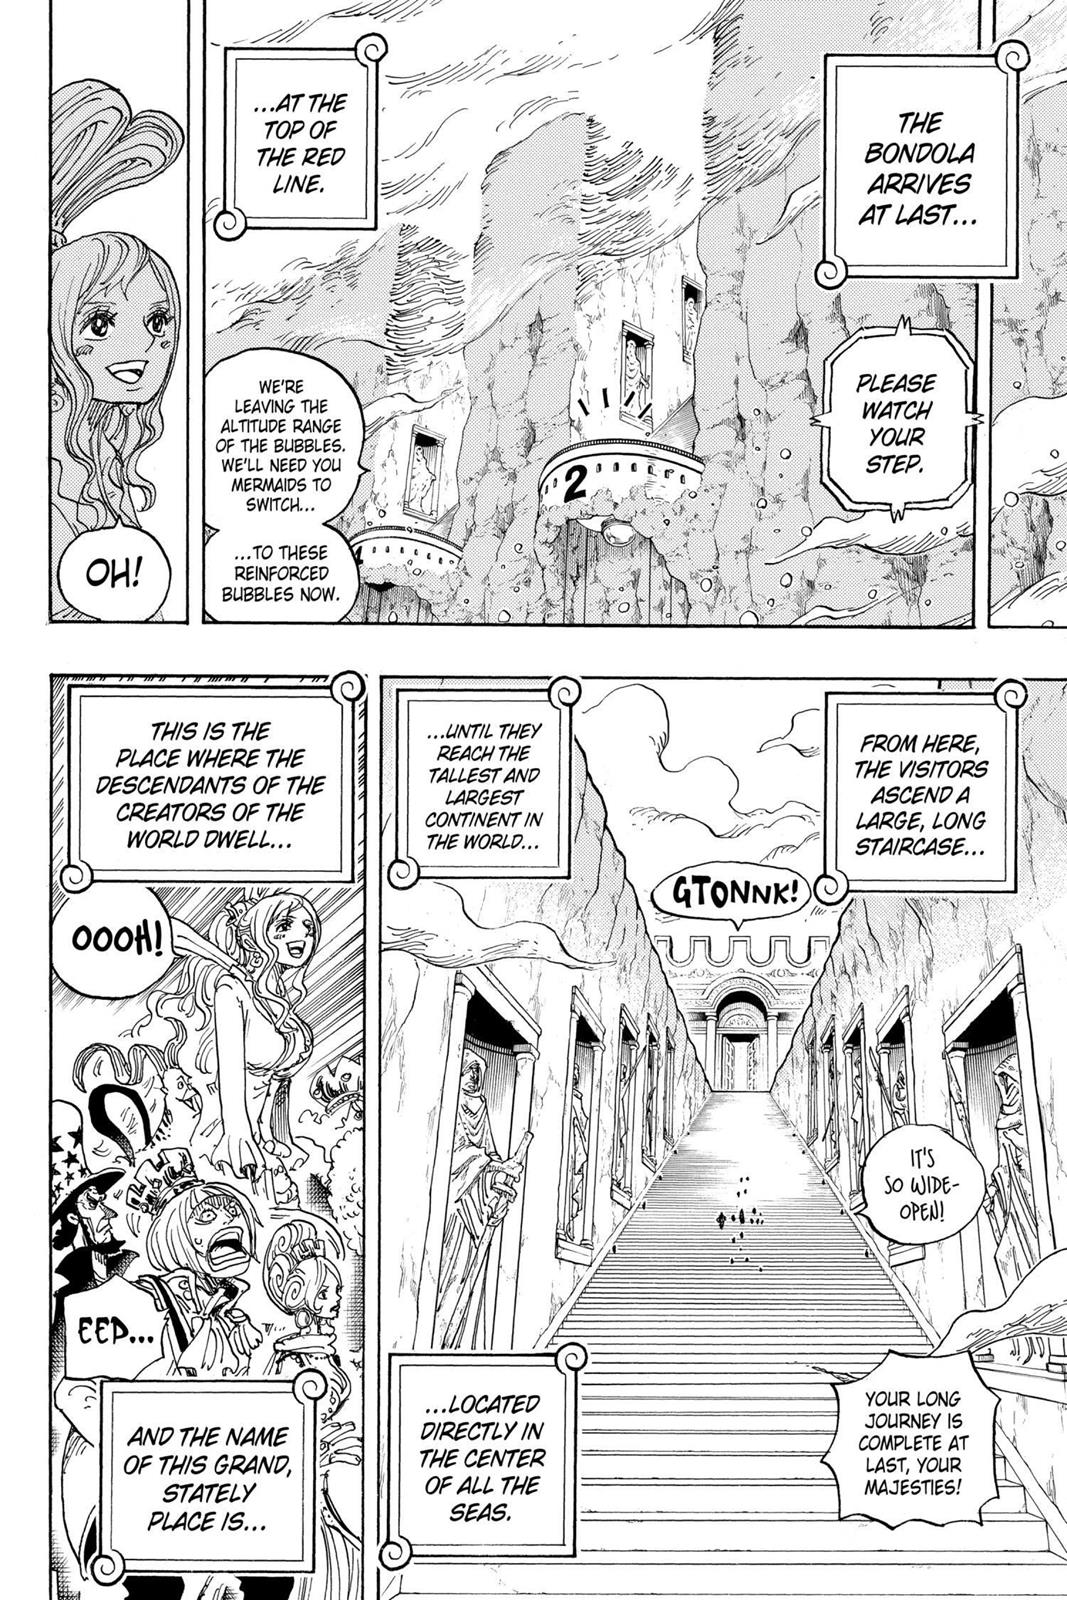 THE
BONDOLA
ARRIVES
AT LAST...
PLEASE
WATCH
YOUR
STEP.
...AT THE
TOP OF
THE RED
LINE.
2
WE'RE
LEAVING THE
ALTITUDE RANGE
OF THE BUBBLES.
WE'LL NEED YOU
MERMAIDS TO
SWITCH...
...TO THESE
REINFORCED
BUBBLES NOW.
OH!
FROM HERE,
THE VISITORS
ASCEND A
LARGE, LONG
STAIRCASE...
GTONNK!
...UNTIL THEY
REACH THE
TALLEST AND
LARGEST
CONTINENT IN
THE WORLD...
IT'S
SO WIDE-
OPEN!
YOUR LONG
JOURNEY IS
COMPLETE AT
LAST, YOUR
MAJESTIES!
...LOCATED
DIRECTLY IN
THE CENTER
OF ALL THE
SEAS.
THIS IS THE
PLACE WHERE THE
DESCENDANTS OF THE
CREATORS OF THE
WORLD DWELL...
OOOH!
EEP...
AND THE NAME
OF THIS GRAND,
STATELY
PLACE IS...